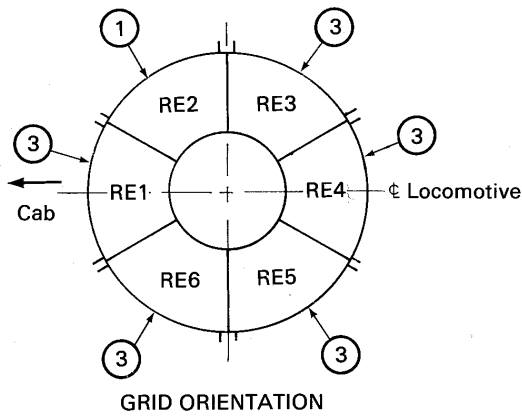 1
3
RE2
RE3
3
3
RE1
RE4
℄ Locomotive
Cab
RE6
RE5
3
3
GRID ORIENTATION